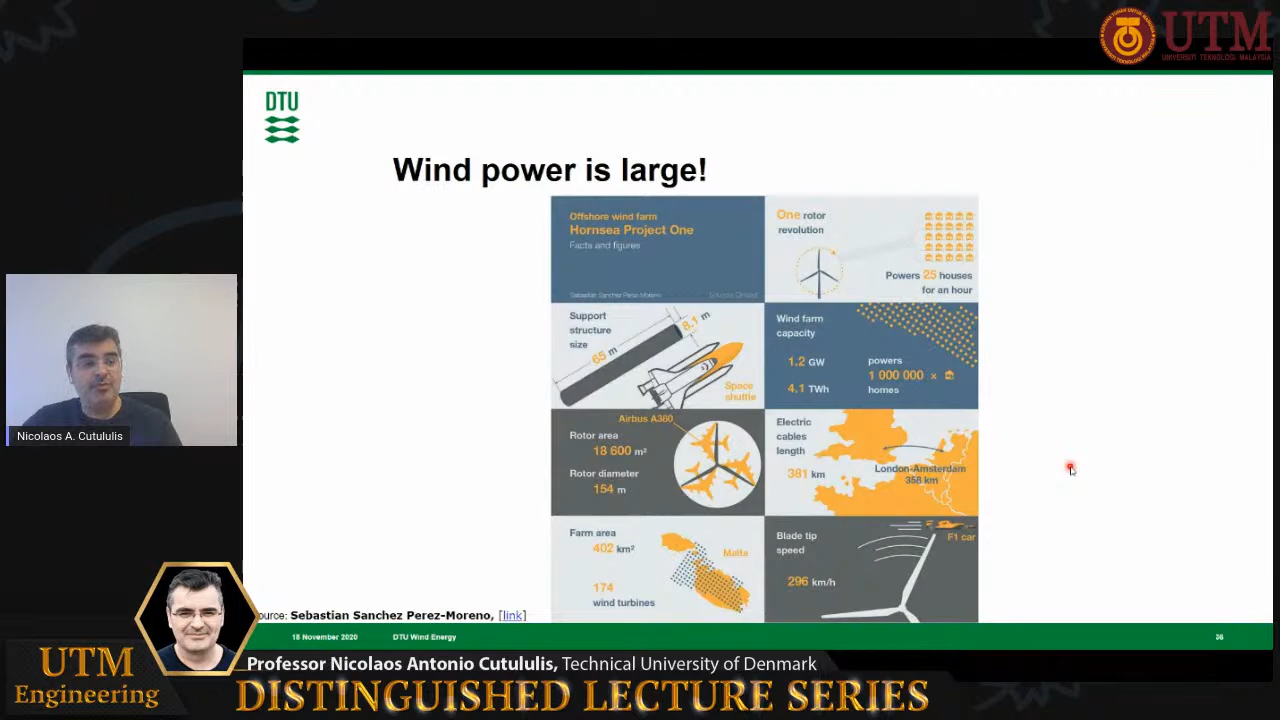 UTM
UNIVERSITI TEKNOLOGI MALAYSIA
DTU
Wind power is large!
Offshore wind farm
Hornsea Project One
Facts and figures
Sebastian Sanchez Perez-Moreno
One rotor
revolution
Powers 25 houses
for an hour
Support
structure
size
65 m
8.1 m
Space
shuttle
Wind farm
capacity
1.2 GW
4.1 TWh
powers
1 000 000 ×
homes
Airbus A380
Rotor area
18 600 m²
Rotor diameter
154 m
Electric
cables
length
381 km
London-Amsterdam
358 km
Farm area
402 km²
174
wind turbines
Malta
Blade tip
speed
296 km/h
F1 car
Nicolaos A. Cutululis
ource: Sebastian Sanchez Perez-Moreno, [link]
18 November 2020
DTU Wind Energy
36
UTM
Engineering
Professor Nicolaos Antonio Cutululis, Technical University of Denmark
DISTINGUISHED LECTURE SERIES